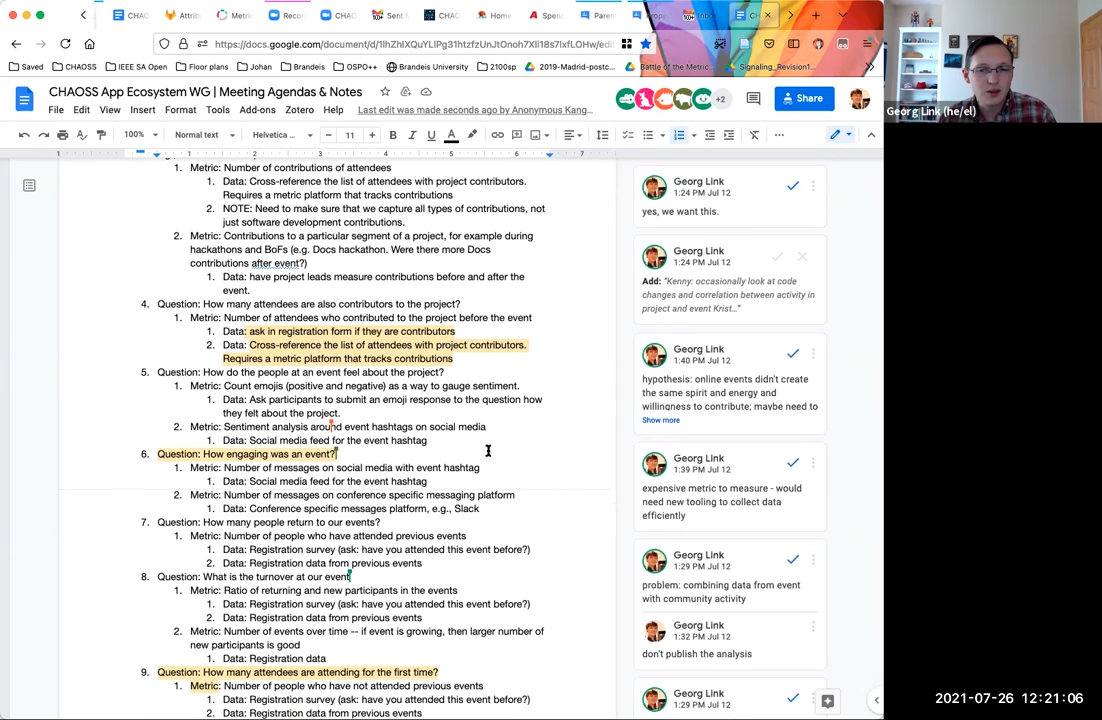 CHAO
Attrib
Metric
Recor
CHAO
Sent F
CHAO
Home
Spend
Paren
CHAO
https://docs.google.com/document/d/
Saved
CHAOSS
IEEE SA Open
Floor plans
Johan
Brandeis
OSPO++
Brandeis University
2100sp
2019-Madrid-postc...
Battle of the Metric...
Signaling_Revision1
CHAOSS App Ecosystem WG | Meeting Agendas & Notes
File Edit View Insert Format Tools Add-ons Zotero Help Last edit was made seconds ago by Anonymous Kang...
+2
Share
100% Normal text Helvetica ... 11
1 1 2 3 4 5 6 7
1. Metric: Number of contributions of attendees
1. Data: Cross-reference the list of attendees with project contributors.
Requires a metric platform that tracks contributions
2. NOTE: Need to make sure that we capture all types of contributions, not
just software development contributions.
2. Metric: Contributions to a particular segment of a project, for example during
hackathons and BoFs (e.g. Docs hackathon. Were there more Docs
contributions after event?)
1. Data: have project leads measure contributions before and after the
event.
4. Question: How many attendees are also contributors to the project?
1. Metric: Number of attendees who contributed to the project before the event
1. Data: ask in registration form if they are contributors
2. Data: Cross-reference the list of attendees with project contributors.
Requires a metric platform that tracks contributions
5. Question: How do the people at an event feel about the project?
1. Metric: Count emojis (positive and negative) as a way to gauge sentiment.
1. Data: Ask participants to submit an emoji response to the question how
they felt about the project.
2. Metric: Sentiment analysis around event hashtags on social media
1. Data: Social media feed for the event hashtag
6. Question: How engaging was an event?
1. Metric: Number of messages on social media with event hashtag
1. Data: Social media feed for the event hashtag
2. Metric: Number of messages on conference specific messaging platform
1. Data: Conference specific messages platform, e.g., Slack
7. Question: How many people return to our events?
1. Metric: Number of people who have attended previous events
1. Data: Registration survey (ask: have you attended this event before?)
2. Data: Registration data from previous events
8. Question: What is the turnover at our event
1. Metric: Ratio of returning and new participants in the events
1. Data: Registration survey (ask: have you attended this event before?)
2. Data: Registration data from previous events
2. Metric: Number of events over time -- if event is growing, then larger number of
new participants is good
1. Data: Registration data
9. Question: How many attendees are attending for the first time?
1. Metric: Number of people who have not attended previous events
1. Data: Registration survey (ask: have you attended this event before?)
2. Data: Registration data from previous events
Georg Link
1:24 PM Jul 12
yes, we want this.
Georg Link
1:24 PM Jul 12
Add: "Kenny: occasionally look at code
changes and correlation between activity in
project and event Krist..."
Georg Link
1:40 PM Jul 12
hypothesis: online events didn't create
the same spirit and energy and
willingness to contribute; maybe need to
Show more
Georg Link
1:39 PM Jul 12
expensive metric to measure - would
need new tooling to collect data
efficiently
Georg Link
1:29 PM Jul 12
problem: combining data from event
with community activity
Georg Link
1:32 PM Jul 12
don't publish the analysis
Georg Link
1:29 PM Jul 12
Georg Link (he/el)
2021-07-26 12:21:06